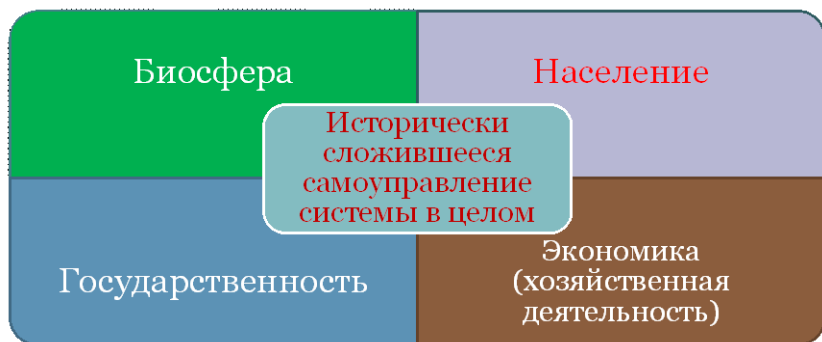 Биосфера
Население
Исторически
сложившееся
самоуправление
системы в целом
Государственность
Экономика
(хозяйственная
деятельность)